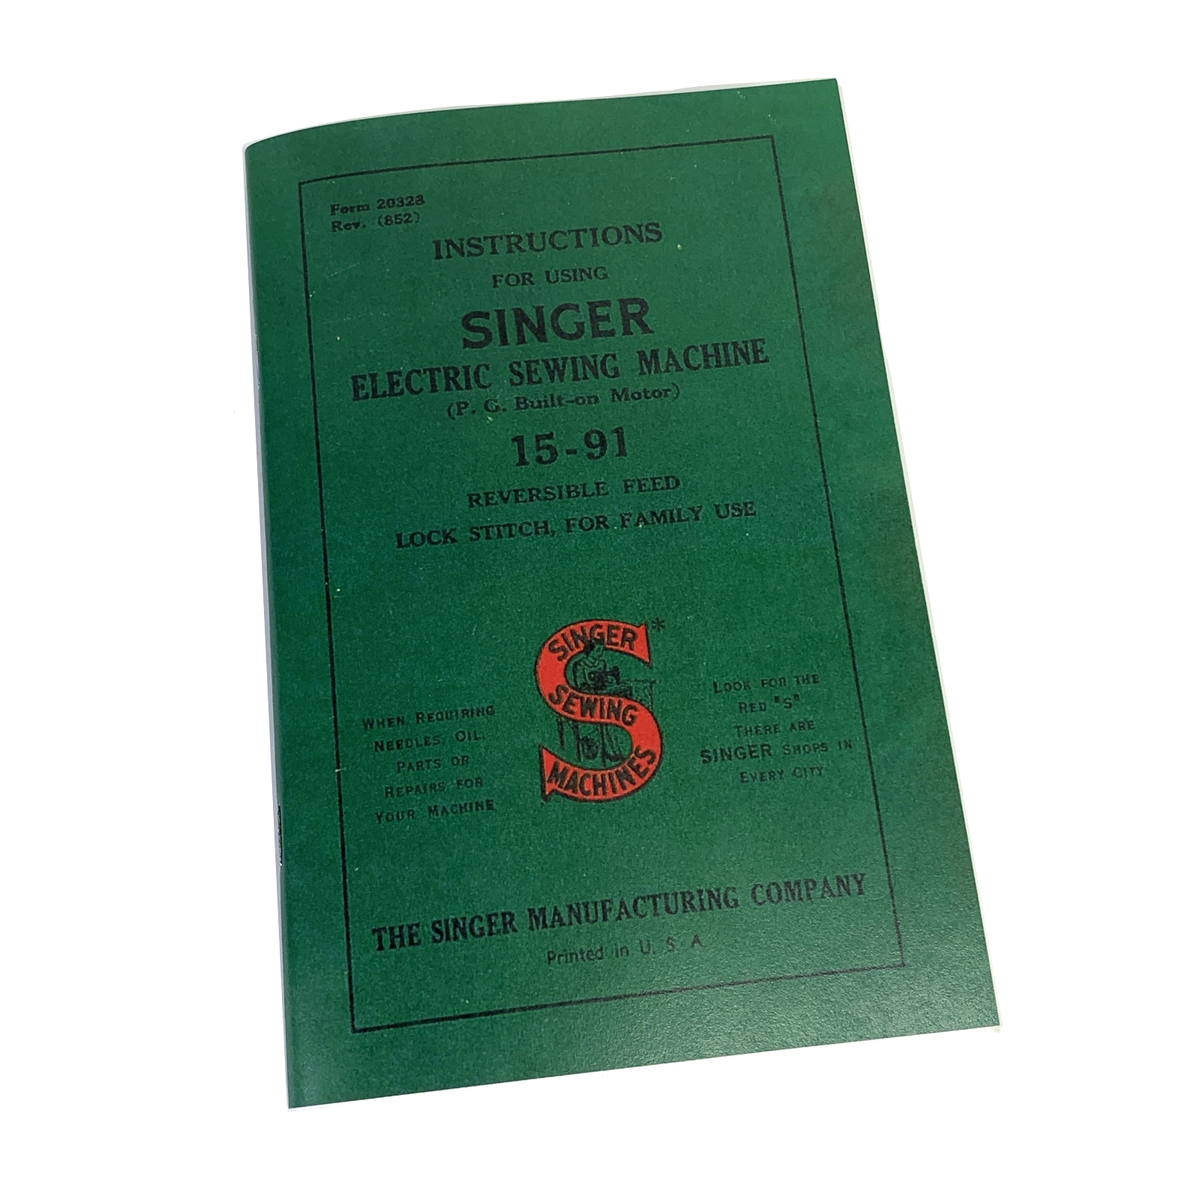 Form 20328
Rev. (852)
INSTRUCTIONS
FOR USING
SINGER
ELECTRIC SEWING MACHINE
(P. G. Built-on Motor)
15-91
REVERSIBLE FEED
LOCK STITCH, FOR FAMILY USE
SINGER*
SEWING
MACHINES
WHEN REQUIRING
NEEDLES, OIL,
PARTS OR
REPAIRS FOR
YOUR MACHINE
LOOK FOR THE
RED "S"
THERE ARE
SINGER SHOPS IN
EVERY CITY
THE SINGER MANUFACTURING COMPANY
Printed in U. S. A.